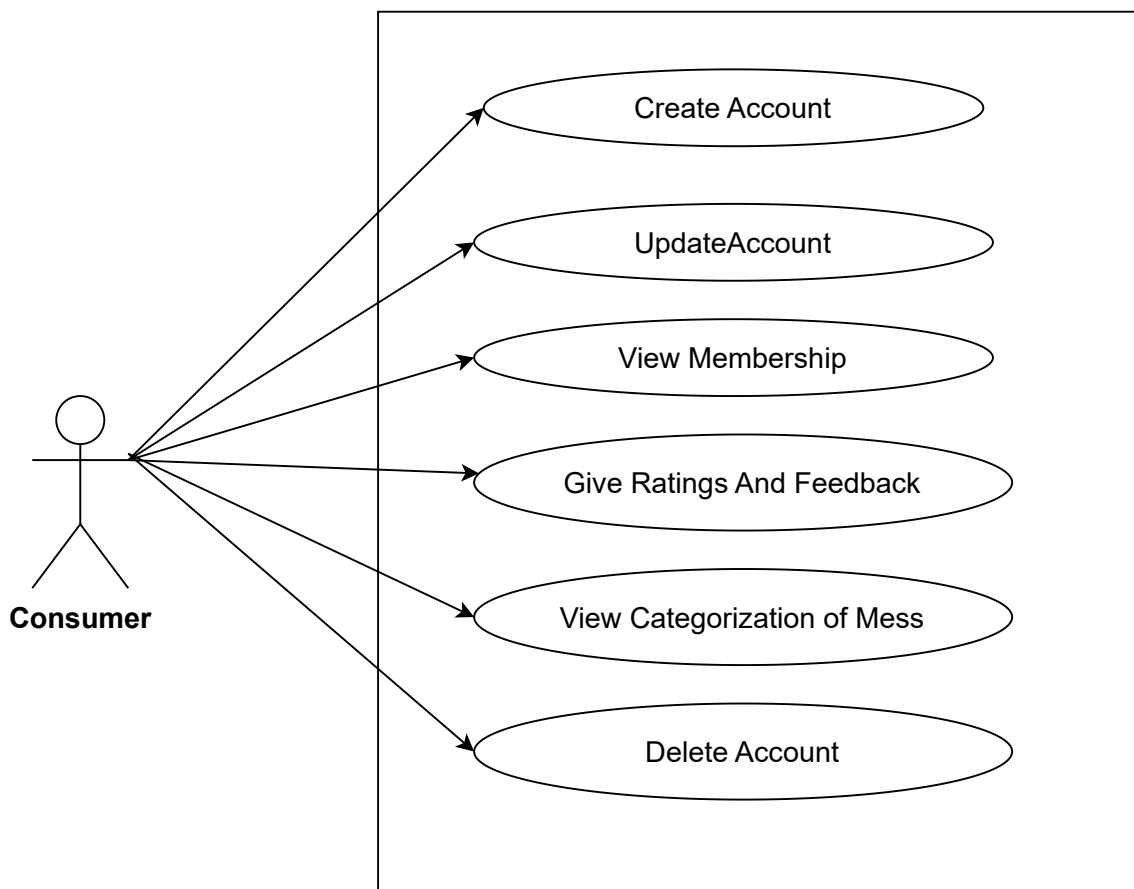 Create Account
UpdateAccount
View Membership
Give Ratings And Feedback
Consumer
View Categorization of Mess
Delete Account